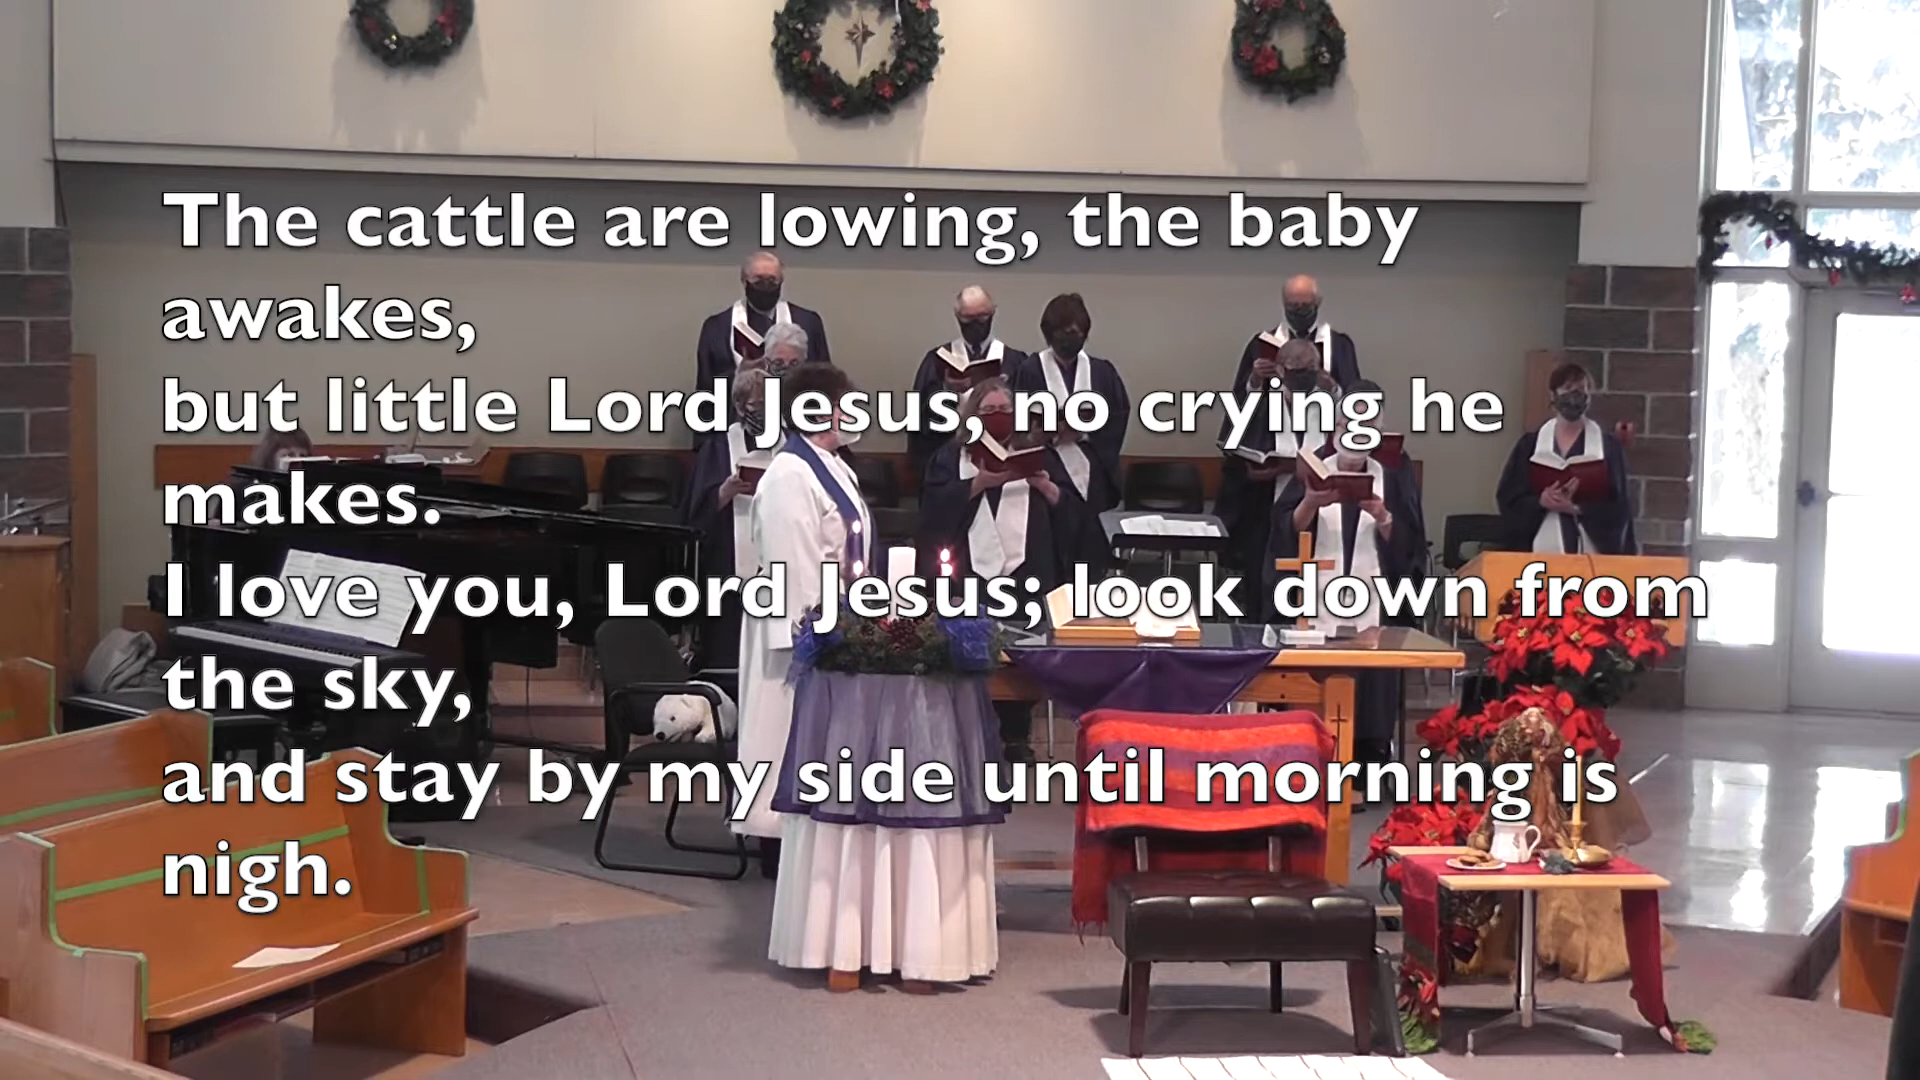 The cattle are lowing, the baby
awakes,
but little Lord Jesus, no crying he
makes.
I love you, Lord Jesus; look down from
the sky,
and stay by my side until morning is
nigh.